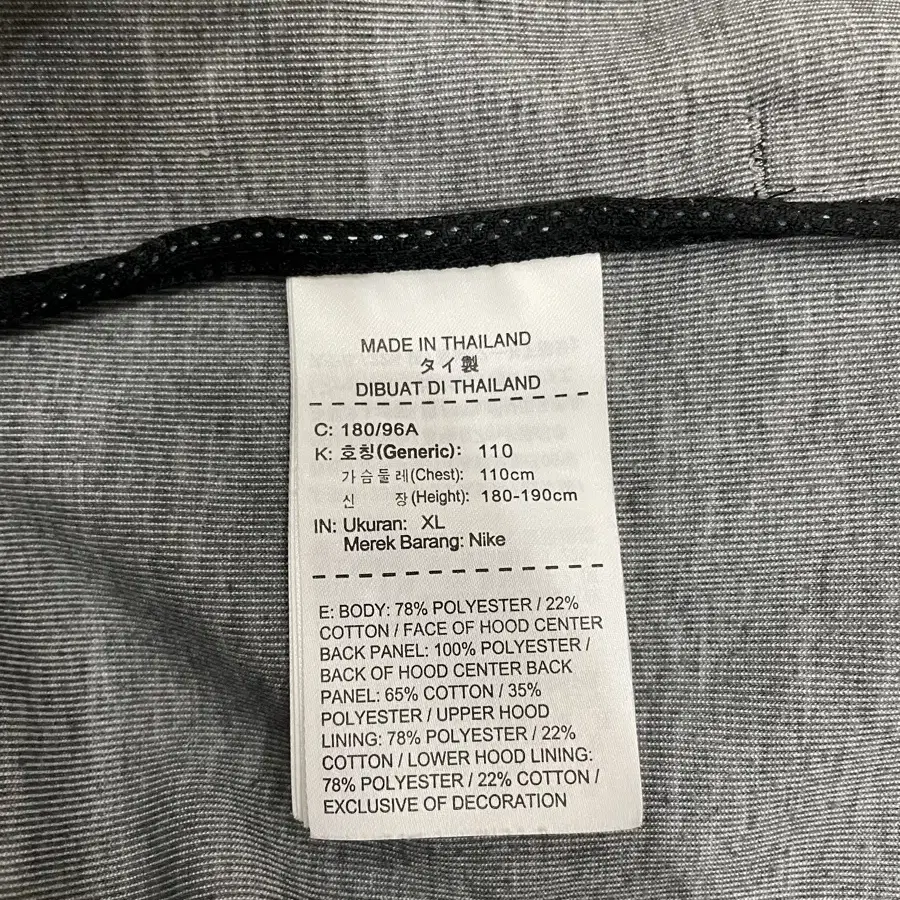 MADE IN THAILAND
タイ製
DIBUAT DI THAILAND
C: 180/96A
K: 호칭(Generic): 110
가슴둘레(Chest): 110cm
신 장(Height): 180-190cm
IN: Ukuran: XL
Merek Barang: Nike
E: BODY: 78% POLYESTER / 22%
COTTON / FACE OF HOOD CENTER
BACK PANEL: 100% POLYESTER /
BACK OF HOOD CENTER BACK
PANEL: 65% COTTON / 35%
POLYESTER / UPPER HOOD
LINING: 78% POLYESTER / 22%
COTTON / LOWER HOOD LINING:
78% POLYESTER / 22% COTTON /
EXCLUSIVE OF DECORATION